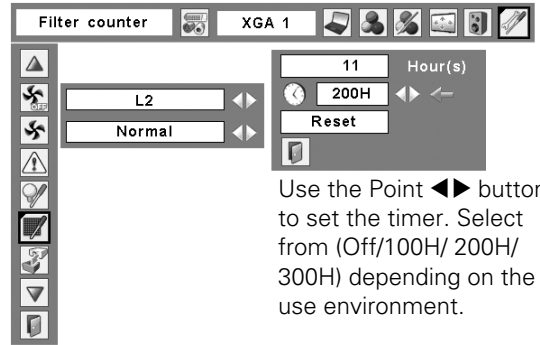 Filter counter
XGA 1
11 Hour(s)
OFF
L2
200H
Normal
Reset
Use the Point ◀▶ button
to set the timer. Select
from (Off/100H/ 200H/
300H) depending on the
use environment.